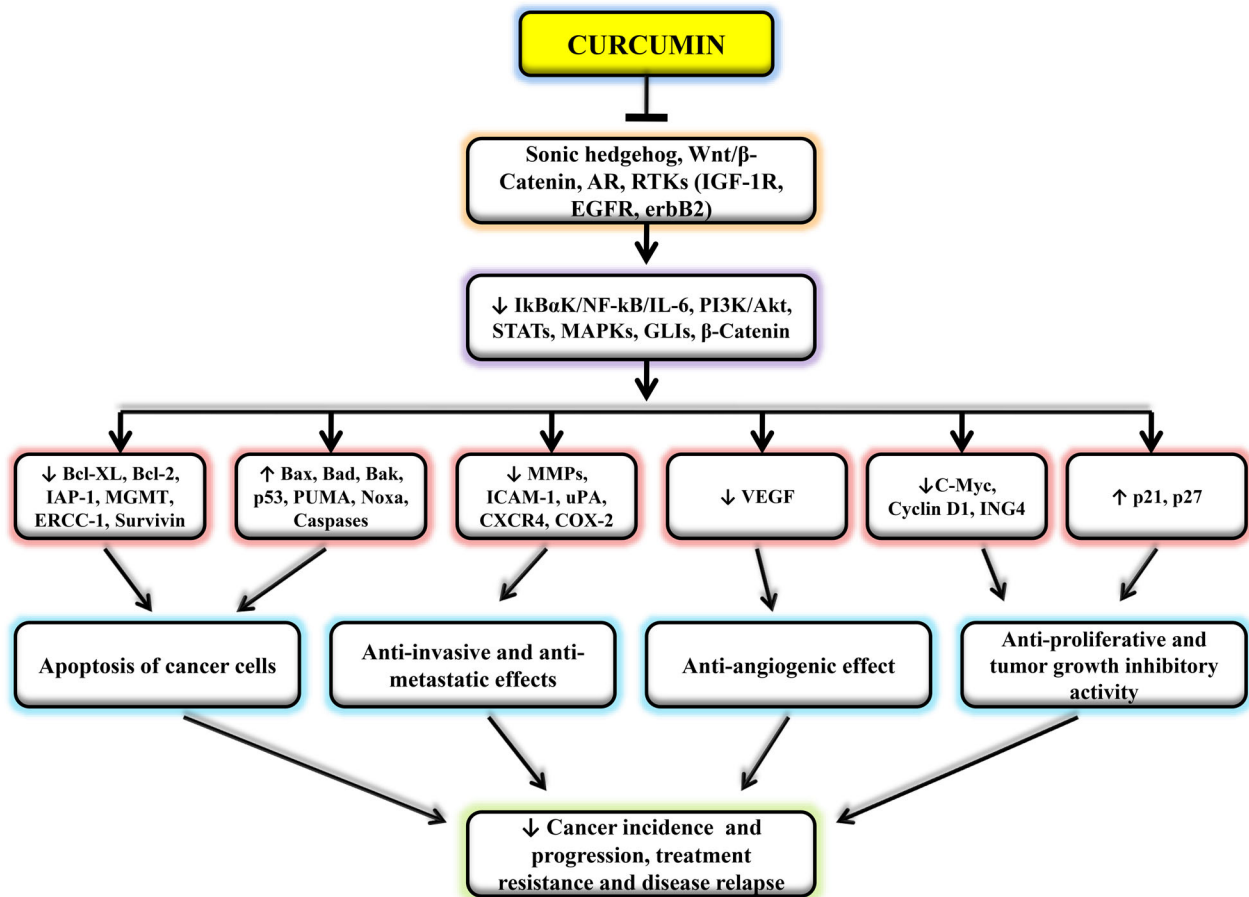 CURCUMIN
Sonic hedgehog, Wnt/β-
Catenin, AR, RTKs (IGF-1R,
EGFR, erbB2)
↓ IkBαK/NF-kB/IL-6, PI3K/Akt,
STATs, MAPKs, GLIs, β-Catenin
↓ Bcl-XL, Bcl-2,
IAP-1, MGMT,
ERCC-1, Survivin
↑ Bax, Bad, Bak,
p53, PUMA, Noxa,
Caspases
↓ MMPs,
ICAM-1, uPA,
CXCR4, COX-2
↓ VEGF
↓C-Myc,
Cyclin D1, ING4
↑ p21, p27
Apoptosis of cancer cells
Anti-invasive and anti-
metastatic effects
Anti-angiogenic effect
Anti-proliferative and
tumor growth inhibitory
activity
↓ Cancer incidence and
progression, treatment
resistance and disease relapse